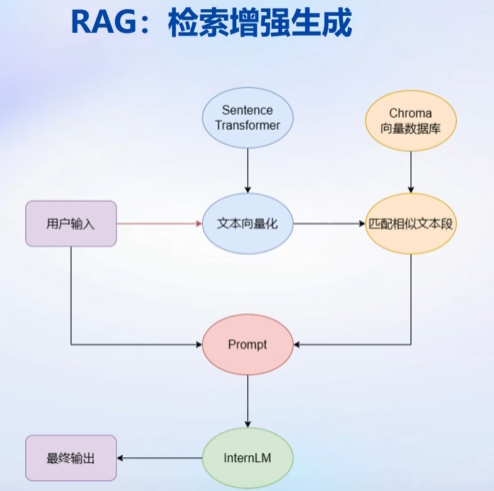 RAG：检索增强生成
Sentence
Transformer
Chroma
向量数据库
用户输入
文本向量化
匹配相似文本段
Prompt
最终输出
InternLM